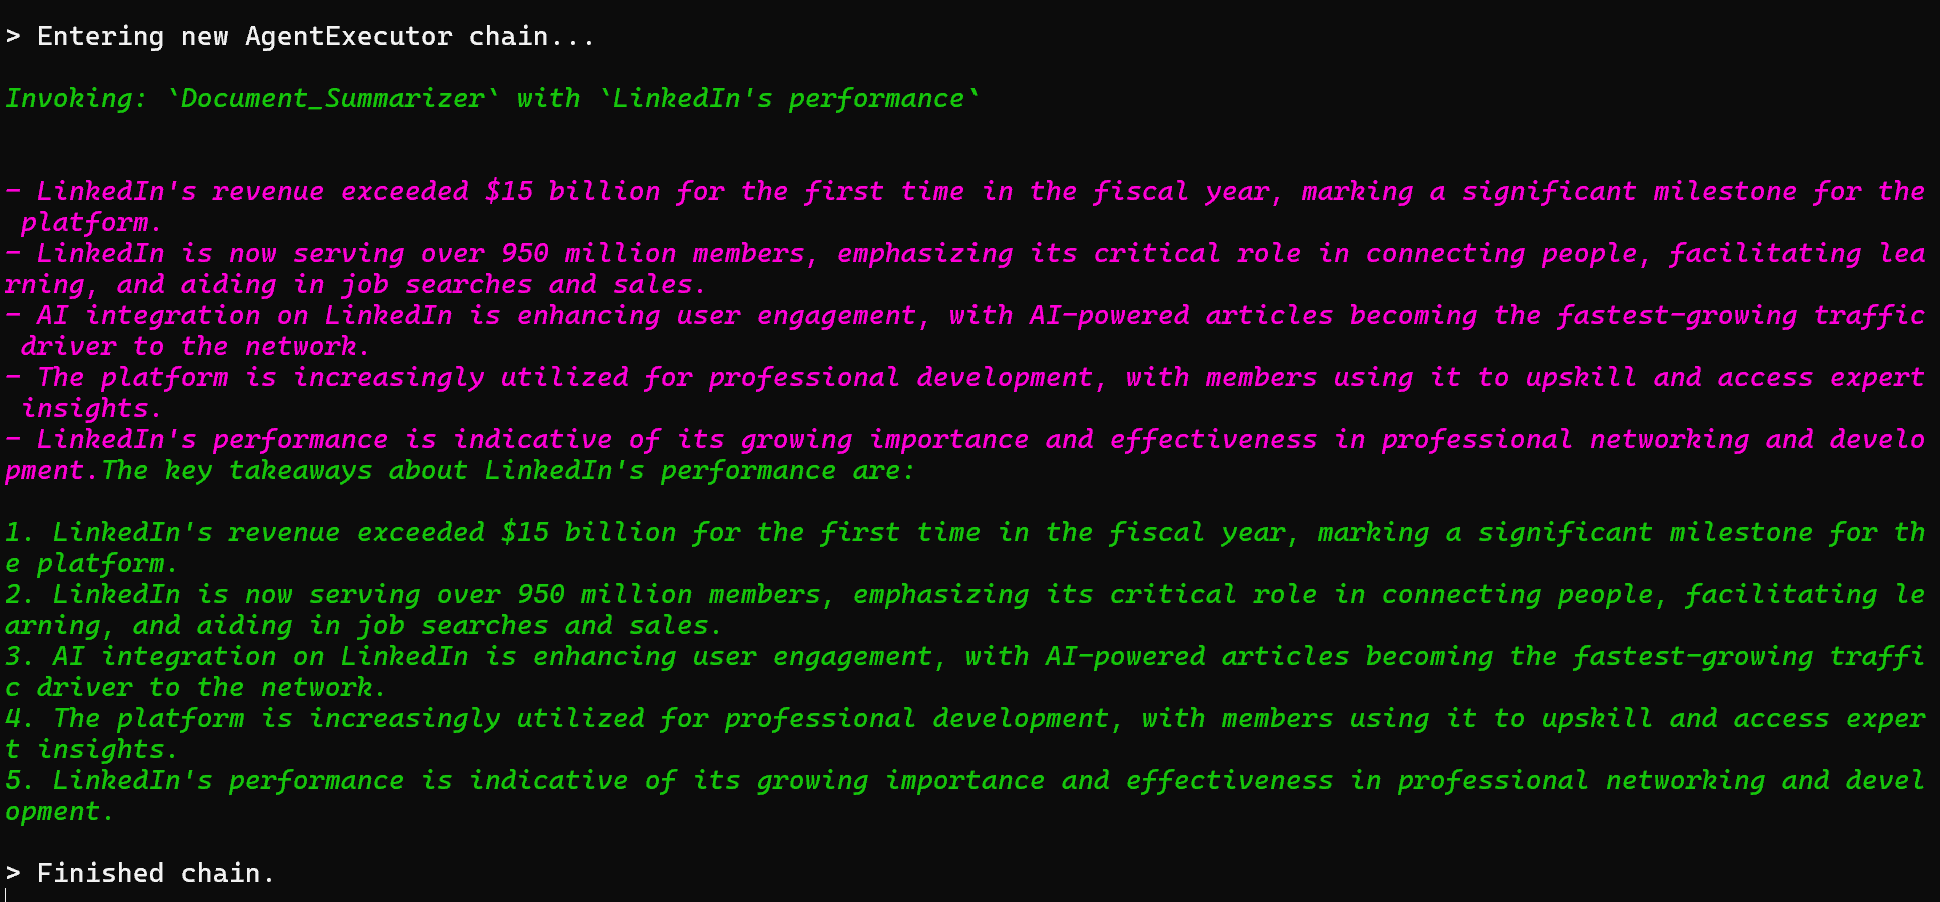 > Entering new AgentExecutor chain...
Invoking: `Document_Summarizer` with `LinkedIn's performance`
- LinkedIn's revenue exceeded $15 billion for the first time in the fiscal year, marking a significant milestone for the
 platform.
- LinkedIn is now serving over 950 million members, emphasizing its critical role in connecting people, facilitating lea
rning, and aiding in job searches and sales.
- AI integration on LinkedIn is enhancing user engagement, with AI-powered articles becoming the fastest-growing traffic
 driver to the network.
- The platform is increasingly utilized for professional development, with members using it to upskill and access expert
 insights.
- LinkedIn's performance is indicative of its growing importance and effectiveness in professional networking and develo
pment.The key takeaways about LinkedIn's performance are:
1. LinkedIn's revenue exceeded $15 billion for the first time in the fiscal year, marking a significant milestone for th
e platform.
2. LinkedIn is now serving over 950 million members, emphasizing its critical role in connecting people, facilitating le
arning, and aiding in job searches and sales.
3. AI integration on LinkedIn is enhancing user engagement, with AI-powered articles becoming the fastest-growing traffi
c driver to the network.
4. The platform is increasingly utilized for professional development, with members using it to upskill and access exper
t insights.
5. LinkedIn's performance is indicative of its growing importance and effectiveness in professional networking and devel
opment.
> Finished chain.